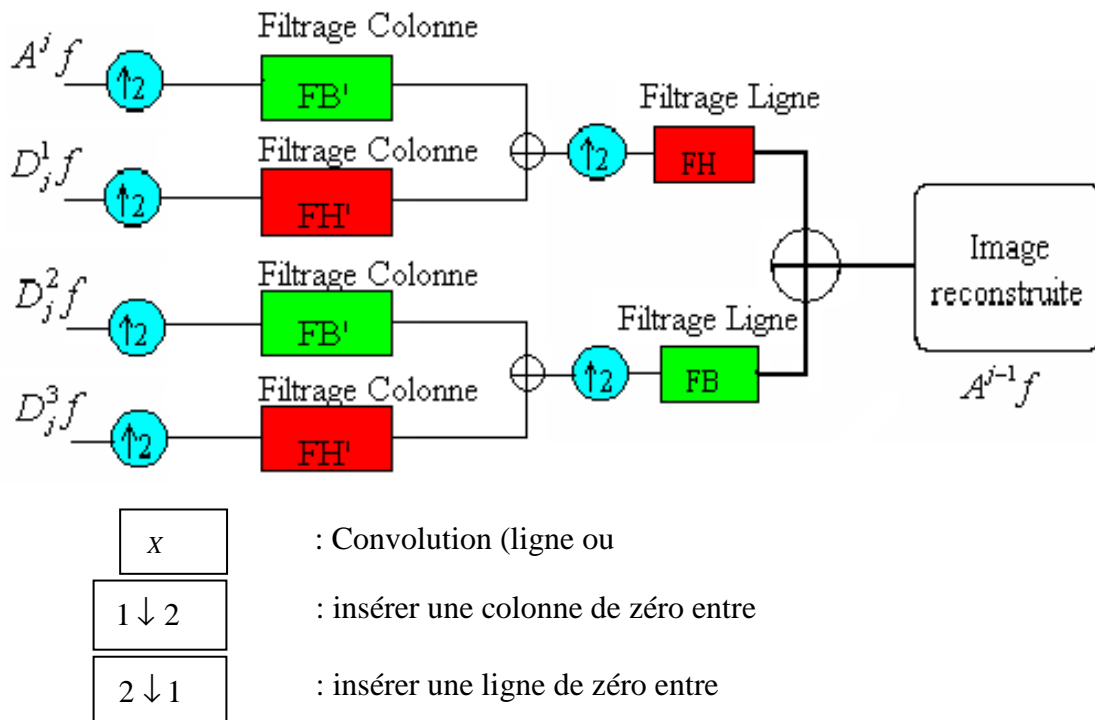 Filtrage Colonne
A^j f
↑2
FB'
Filtrage Ligne
Filtrage Colonne
D_j^1 f
↑2
FH'
↑2
FH
Filtrage Colonne
D_j^2 f
↑2
FB'
Image
reconstruite
Filtrage Ligne
Filtrage Colonne
D_j^3 f
↑2
FH'
↑2
FB
A^{j-1} f
X : Convolution (ligne ou
1 ↓ 2 : insérer une colonne de zéro entre
2 ↓ 1 : insérer une ligne de zéro entre